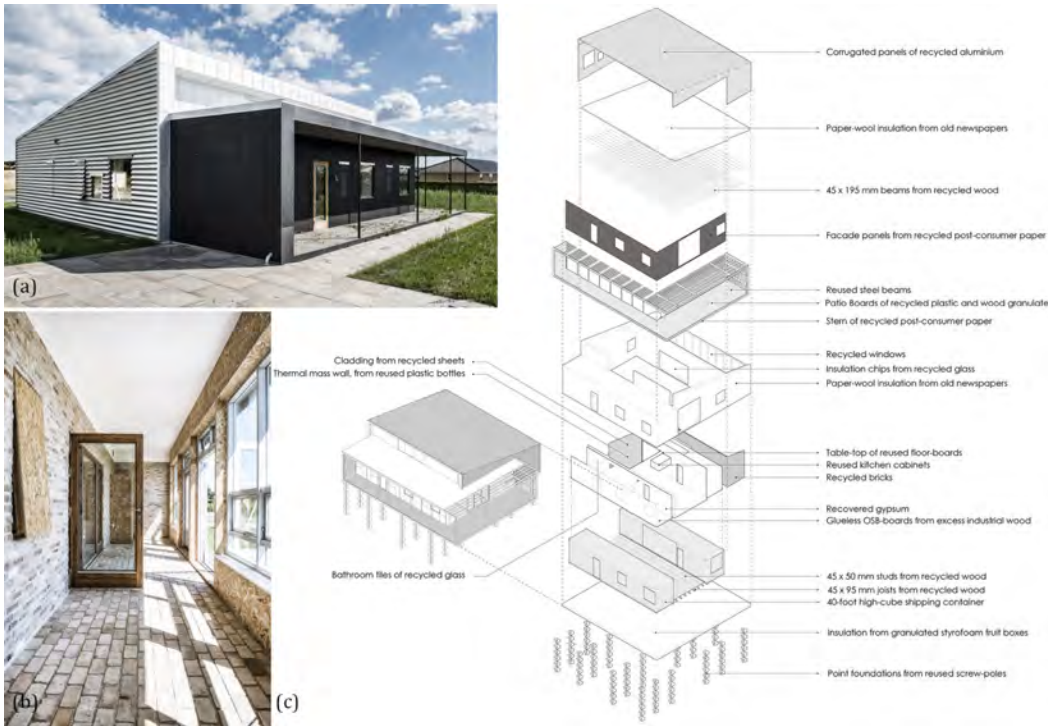 (a)
(b)
(c)
Corrugated panels of recycled aluminium
Paper-wool insulation from old newspapers
45 x 195 mm beams from recycled wood
Facade panels from recycled post-consumer paper
Reused steel beams
Patio Boards of recycled plastic and wood granulate
Stern of recycled post-consumer paper
Recycled windows
Insulation chips from recycled glass
Paper-wool insulation from old newspapers
Cladding from recycled sheets
Thermal mass wall, from reused plastic bottles
Table-top of reused floor-boards
Reused kitchen cabinets
Recycled bricks
Recovered gypsum
Glueless OSB-boards from excess industrial wood
Bathroom tiles of recycled glass
45 x 50 mm studs from recycled wood
45 x 95 mm joists from recycled wood
40-foot high-cube shipping container
Insulation from granulated styrofoam fruit boxes
Point foundations from reused screw-poles